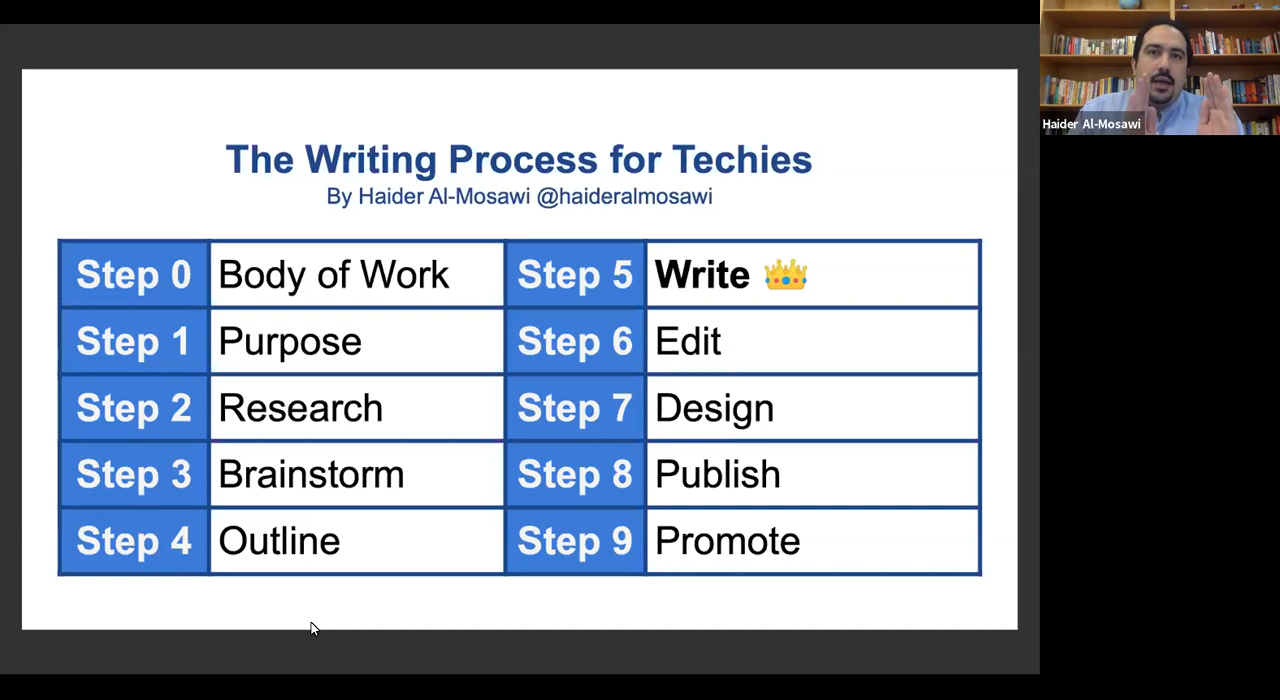 The Writing Process for Techies
By Haider Al-Mosawi @haideralmosawi
Step 0 Body of Work Step 5 Write 👑
Step 1 Purpose Step 6 Edit
Step 2 Research Step 7 Design
Step 3 Brainstorm Step 8 Publish
Step 4 Outline Step 9 Promote
Haider Al-Mosawi